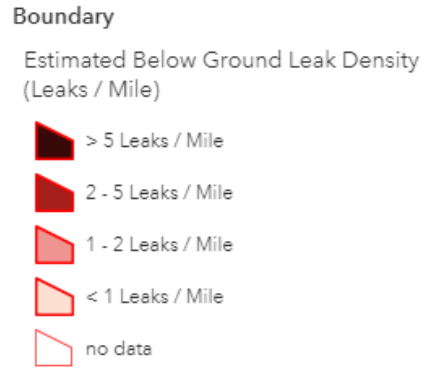 Boundary
Estimated Below Ground Leak Density
(Leaks / Mile)
> 5 Leaks / Mile
2 - 5 Leaks / Mile
1 - 2 Leaks / Mile
< 1 Leaks / Mile
no data